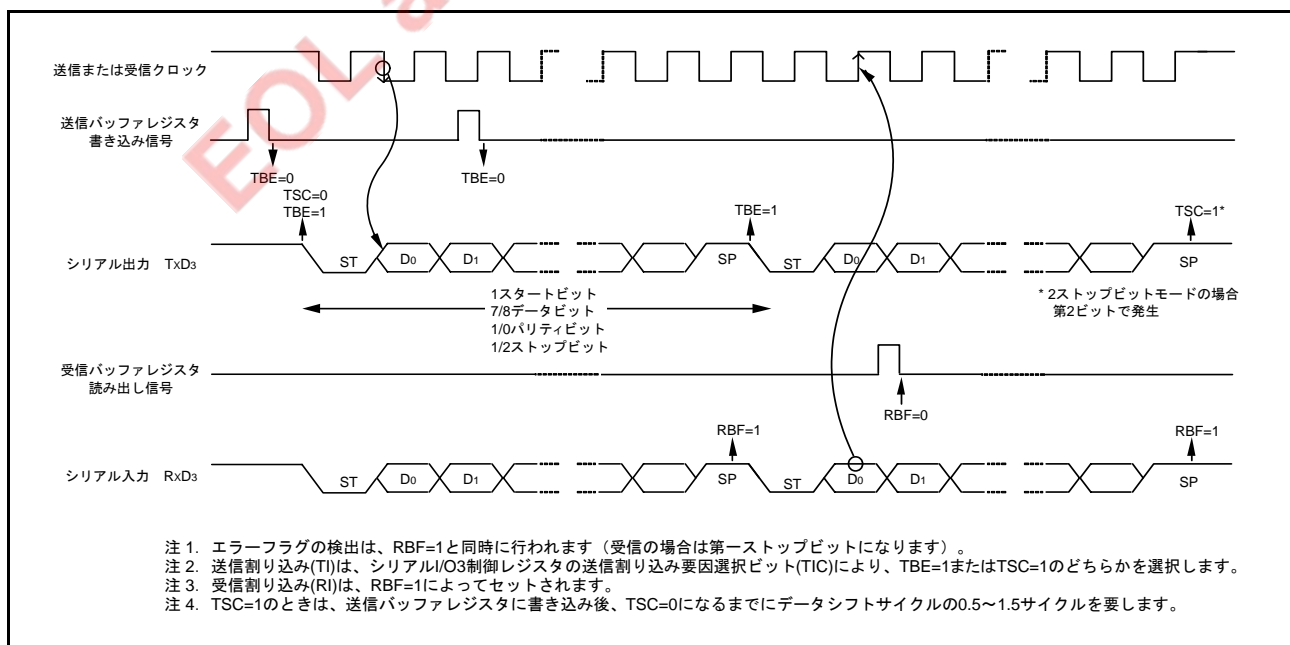 EOL a
送信または受信クロック
送信バッファレジスタ
書き込み信号
TBE=0
TSC=0
TBE=1
TBE=0
TBE=1
TSC=1*
シリアル出力 TxD3
ST
D0
D1
SP
ST
D0
D1
SP
1スタートビット
7/8データビット
1/0パリティビット
1/2ストップビット
* 2ストップビットモードの場合
第2ビットで発生
受信バッファレジスタ
読み出し信号
RBF=0
RBF=1
RBF=1
シリアル入力 RxD3
ST
D0
D1
SP
ST
D0
D1
SP
注 1. エラーフラグの検出は、RBF=1と同時に行われます（受信の場合は第一ストップビットになります）。
注 2. 送信割り込み(TI)は、シリアルI/O3制御レジスタの送信割り込み要因選択ビット(TIC)により、TBE=1またはTSC=1のどちらかを選択します。
注 3. 受信割り込み(RI)は、RBF=1によってセットされます。
注 4. TSC=1のときは、送信バッファレジスタに書き込み後、TSC=0になるまでにデータシフトサイクルの0.5～1.5サイクルを要します。